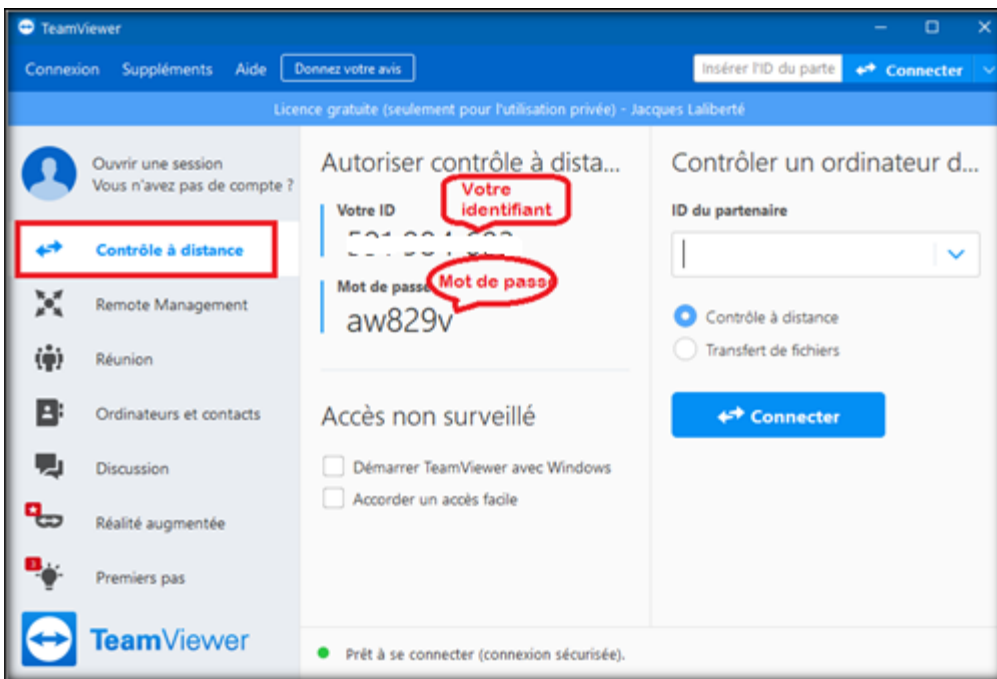 TeamViewer
Connexion Suppléments Aide Donnez votre avis Insérer l'ID du parte Connecter
Licence gratuite (seulement pour l'utilisation privée) - Jacques Laliberté
Ouvrir une session
Vous n'avez pas de compte ?
Contrôle à distance
Remote Management
Réunion
Ordinateurs et contacts
Discussion
Réalité augmentée
3
Premiers pas
TeamViewer
Autoriser contrôle à dista...
Votre ID
Votre
identifiant
Mot de passe
Mot de passe
aw829v
Accès non surveillé
Démarrer TeamViewer avec Windows
Accorder un accès facile
Contrôler un ordinateur d...
ID du partenaire
Contrôle à distance
Transfert de fichiers
Connecter
Prêt à se connecter (connexion sécurisée).